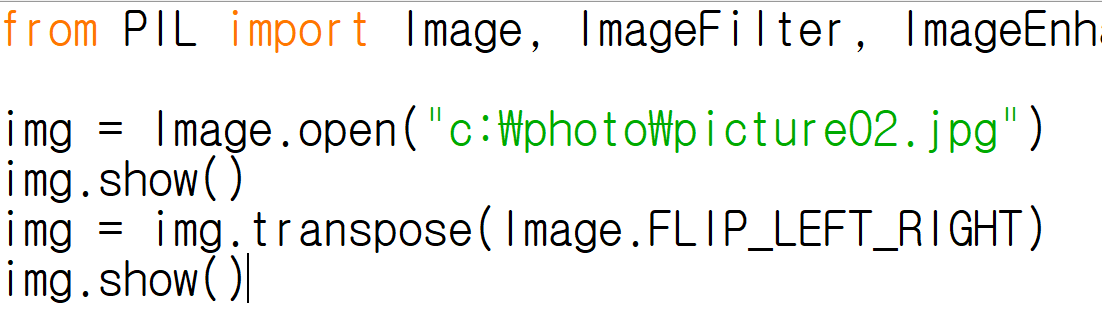 from PIL import Image, ImageFilter, ImageEnha
img = Image.open("c:₩photo₩picture02.jpg")
img.show()
img = img.transpose(Image.FLIP_LEFT_RIGHT)
img.show()